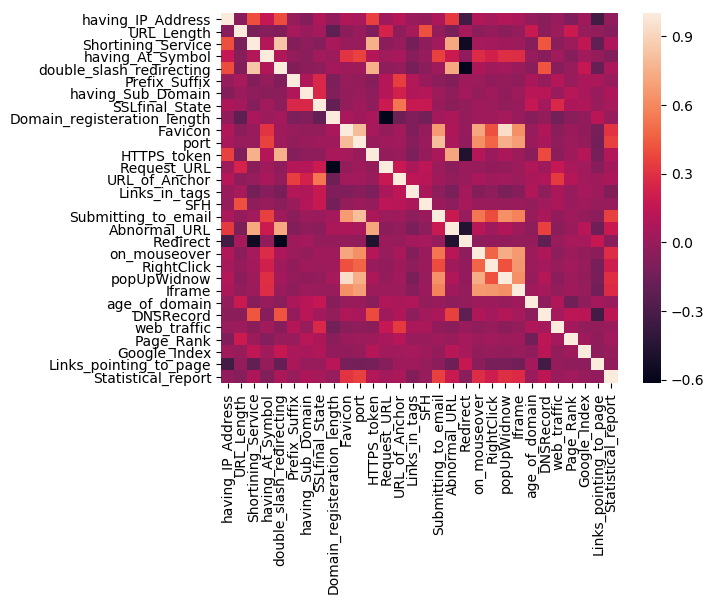 having_IP_Address
URL_Length
Shortining_Service
having_At_Symbol
double_slash_redirecting
Prefix_Suffix
having_Sub_Domain
SSLfinal_State
Domain_registeration_length
Favicon
port
HTTPS_token
Request_URL
URL_of_Anchor
Links_in_tags
SFH
Submitting_to_email
Abnormal_URL
Redirect
on_mouseover
RightClick
popUpWidnow
Iframe
age_of_domain
DNSRecord
web_traffic
Page_Rank
Google_Index
Links_pointing_to_page
Statistical_report
having_IP_Address
URL_Length
Shortining_Service
having_At_Symbol
double_slash_redirecting
Prefix_Suffix
having_Sub_Domain
SSLfinal_State
Domain_registeration_length
Favicon
port
HTTPS_token
Request_URL
URL_of_Anchor
Links_in_tags
SFH
Submitting_to_email
Abnormal_URL
Redirect
on_mouseover
RightClick
popUpWidnow
Iframe
age_of_domain
DNSRecord
web_traffic
Page_Rank
Google_Index
Links_pointing_to_page
Statistical_report
0.9
0.6
0.3
0.0
−0.3
−0.6